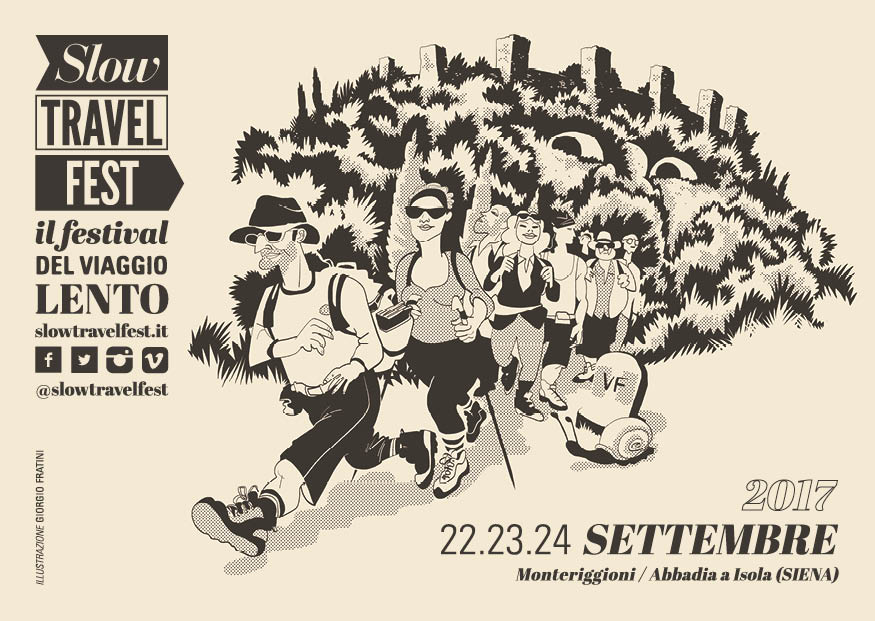 Slow
TRAVEL
FEST
il festival
DEL VIAGGIO
LENTO
slowtravelfest.it
@slowtravelfest
ILLUSTRAZIONE GIORGIO FRATINI
VF
2017
22.23.24 SETTEMBRE
Monteriggioni / Abbadia a Isola (SIENA)